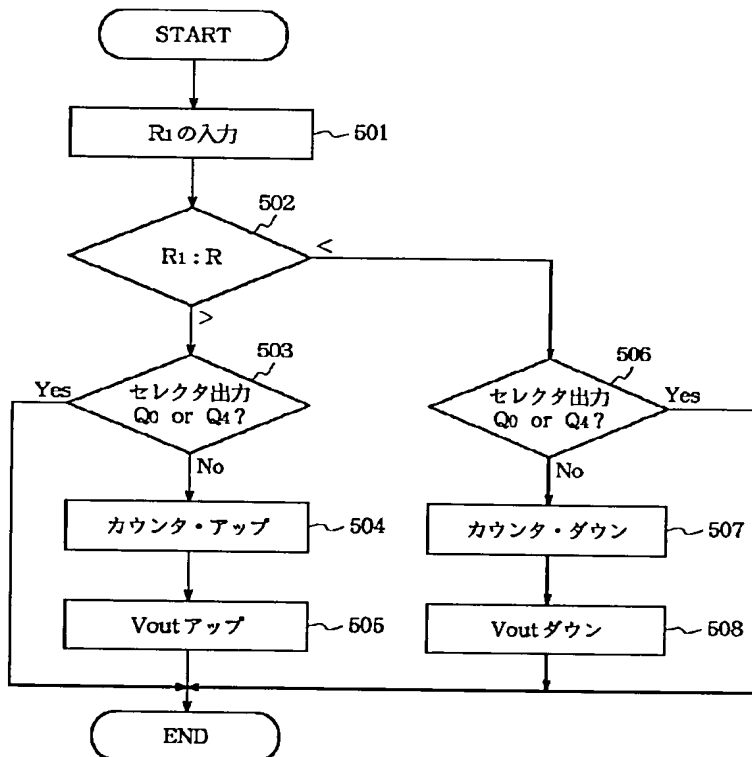 START
R1の入力
501
502
R1 : R
<
>
503
セレクタ出力
Q0 or Q4?
Yes
No
506
セレクタ出力
Q0 or Q4?
Yes
No
カウンタ・アップ
504
カウンタ・ダウン
507
Voutアップ
505
Voutダウン
508
END